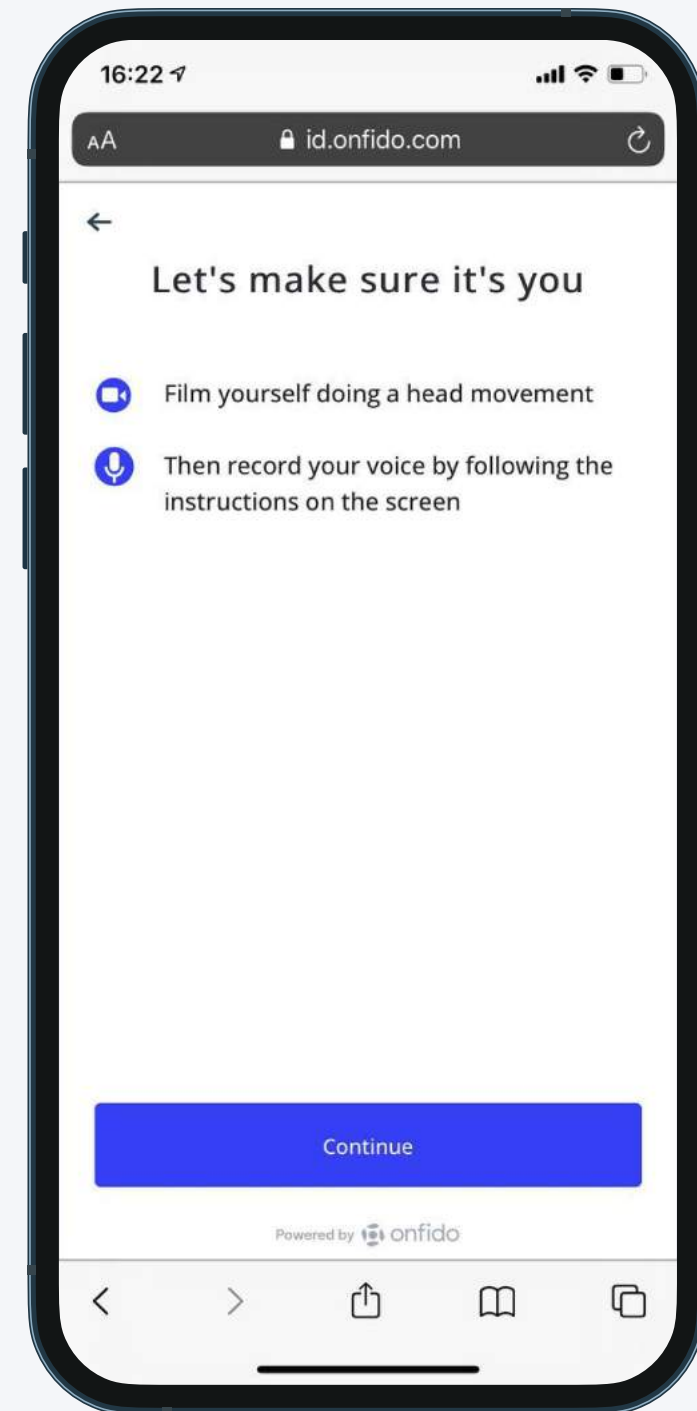 16:22
AA id.onfido.com
Let's make sure it's you
Film yourself doing a head movement
Then record your voice by following the
instructions on the screen
Continue
Powered by onfido